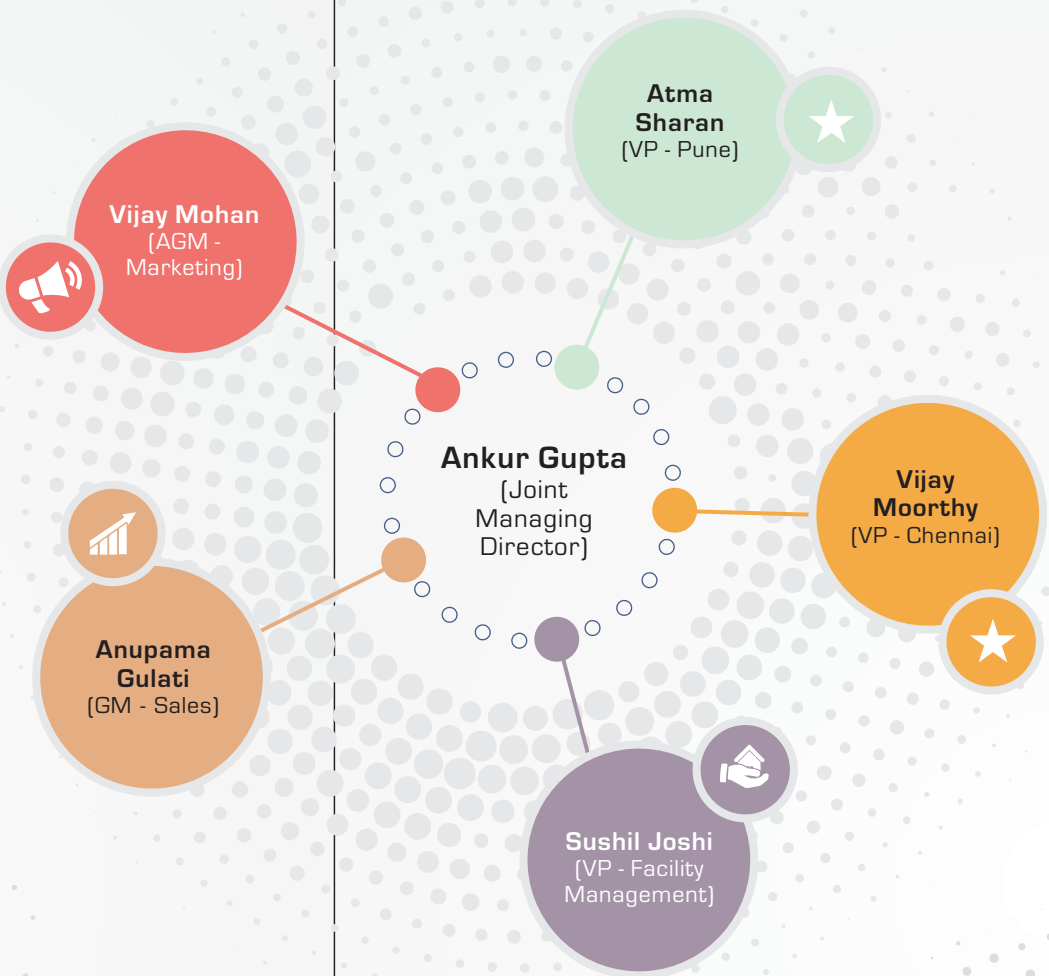 Atma
Sharan
(VP - Pune)
Vijay Mohan
(AGM -
Marketing)
Ankur Gupta
(Joint
Managing
Director)
Vijay
Moorthy
(VP - Chennai)
Anupama
Gulati
(GM - Sales)
Sushil Joshi
(VP - Facility
Management)